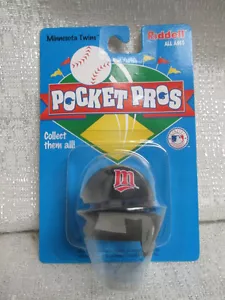 Minnesota Twins
Riddell
ALL AGES
POCKET PROS
Collect
them all!
M